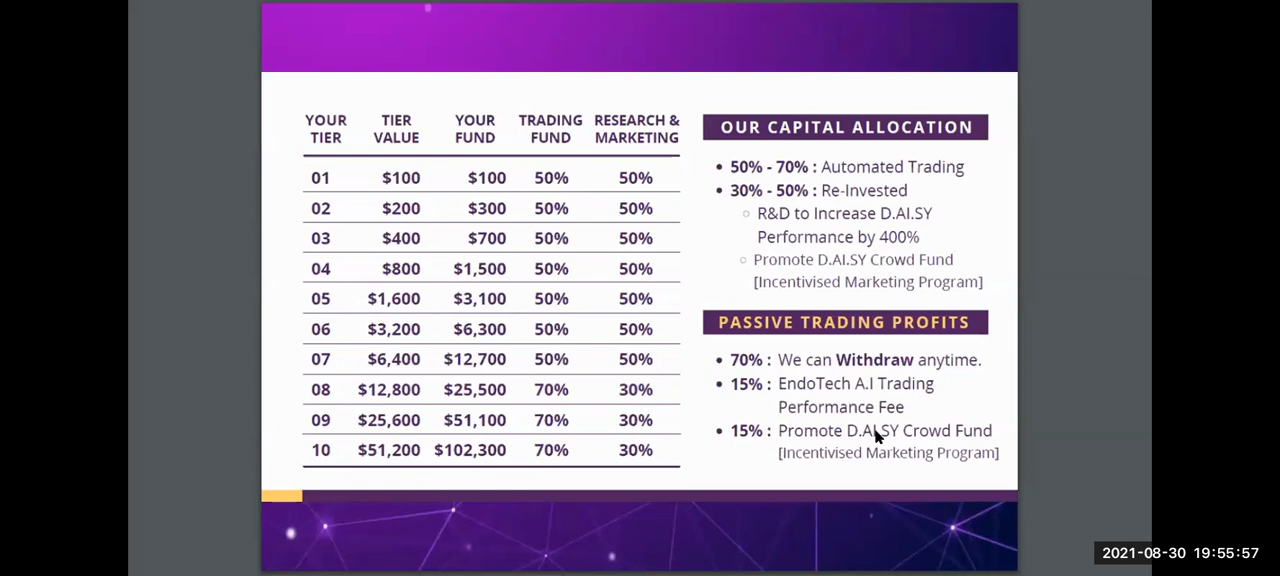 YOUR TIER TIER VALUE YOUR FUND TRADING FUND RESEARCH & MARKETING
01 $100 $100 50% 50%
02 $200 $300 50% 50%
03 $400 $700 50% 50%
04 $800 $1,500 50% 50%
05 $1,600 $3,100 50% 50%
06 $3,200 $6,300 50% 50%
07 $6,400 $12,700 50% 50%
08 $12,800 $25,500 70% 30%
09 $25,600 $51,100 70% 30%
10 $51,200 $102,300 70% 30%
OUR CAPITAL ALLOCATION
• 50% - 70% : Automated Trading
• 30% - 50% : Re-Invested
○ R&D to Increase D.AI.SY
Performance by 400%
○ Promote D.AI.SY Crowd Fund
[Incentivised Marketing Program]
PASSIVE TRADING PROFITS
• 70% : We can Withdraw anytime.
• 15% : EndoTech A.I Trading
Performance Fee
• 15% : Promote D.AI.SY Crowd Fund
[Incentivised Marketing Program]
2021-08-30 19:55:57